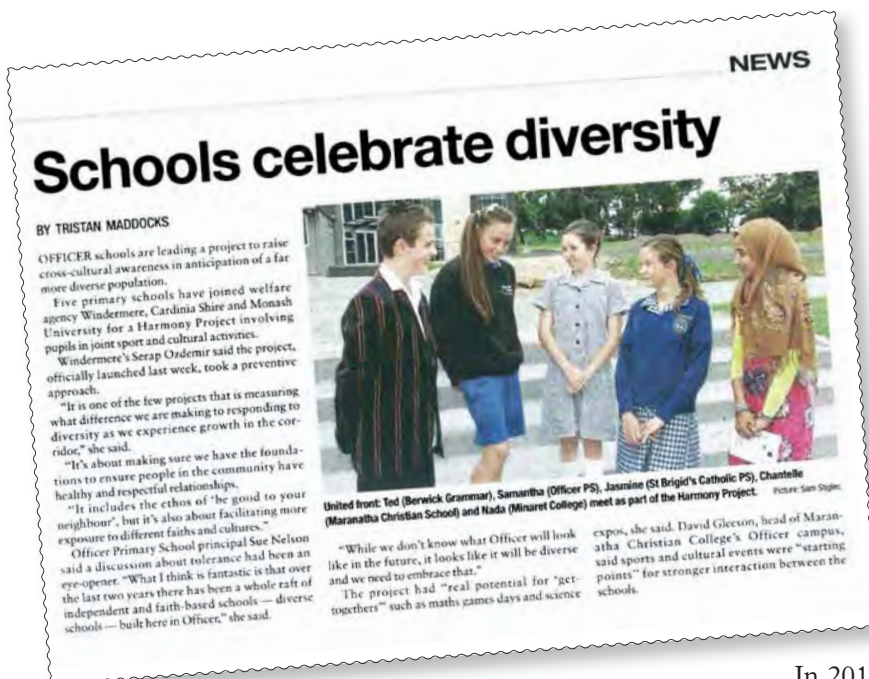 NEWS
Schools celebrate diversity
BY TRISTAN MADDOCKS
OFFICER schools are leading a project to raise
cross-cultural awareness in anticipation of a far
more diverse population.
Five primary schools have joined welfare
agency Windermere, Cardinia Shire and Monash
University for a Harmony Project involving
pupils in joint sport and cultural activities.
Windermere's Serap Ozdemir said the project,
officially launched last week, took a preventive
approach.
"It is one of the few projects that is measuring
what difference we are making to responding to
diversity as we experience growth in the cor-
ridor," she said.
"It's about making sure we have the founda-
tions to ensure people in the community have
healthy and respectful relationships.
"It includes the ethos of 'be good to your
neighbour', but it's also about facilitating more
exposure to different faiths and cultures."
Officer Primary School principal Sue Nelson
said a discussion about tolerance had been an
eye-opener. "What I think is fantastic is that over
the last two years there has been a whole raft of
independent and faith-based schools — diverse
schools — built here in Officer," she said.
United front: Ted (Berwick Grammar), Samantha (Officer PS), Jasmine (St Brigid's Catholic PS), Chantelle
(Maranatha Christian School) and Nada (Minaret College) meet as part of the Harmony Project. Picture: Sam
"While we don't know what Officer will look
like in the future, it looks like it will be diverse
and we need to embrace that."
The project had "real potential for 'get-
togethers'" such as maths games days and science
expos, she said. David Gleeson, head of Maran-
atha Christian College's Officer campus,
said sports and cultural events were "starting
points" for stronger interaction between the
schools.
In 201